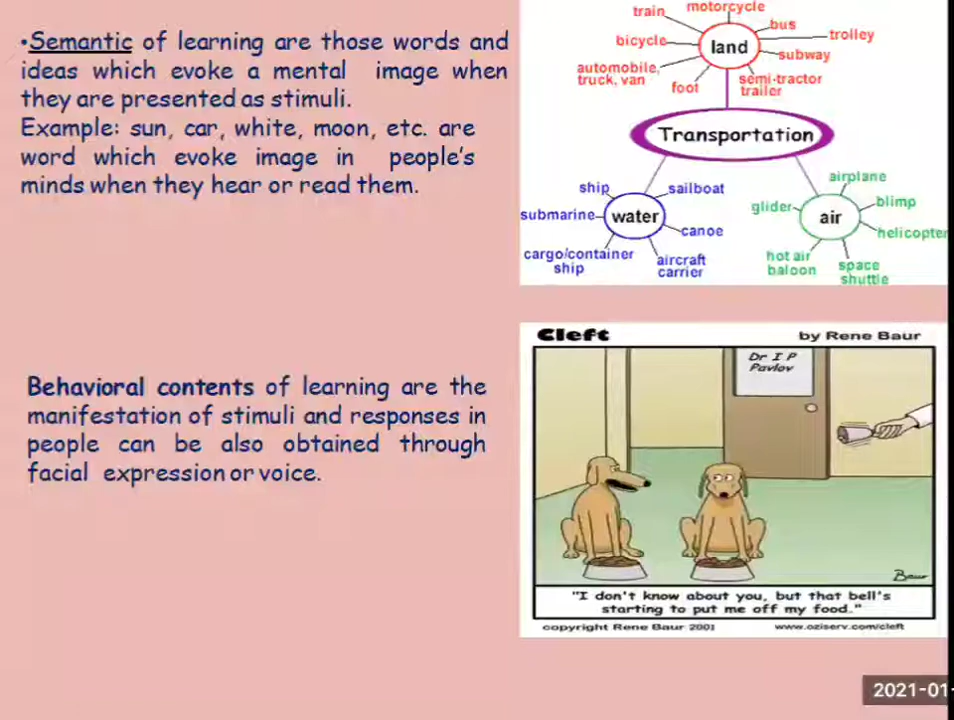 •Semantic of learning are those words and
ideas which evoke a mental image when
they are presented as stimuli.
Example: sun, car, white, moon, etc. are
word which evoke image in people's
minds when they hear or read them.
motorcycle
train
bus
trolley
bicycle
land
subway
automobile,
truck, van
foot
semi-tractor
trailer
Transportation
ship
sailboat
submarine
water
canoe
cargo/container
ship
aircraft
carrier
airplane
glider
blimp
air
helicopter
hot air
baloon
space
shuttle
Behavioral contents of learning are the
manifestation of stimuli and responses in
people can be also obtained through
facial expression or voice.
Cleft by Rene Baur
Dr I P
Pavlov
Baur
"I don't know about you, but that bell's
starting to put me off my food."
copyright Rene Baur 2001 www.oziserv.com/cleft
2021-01-